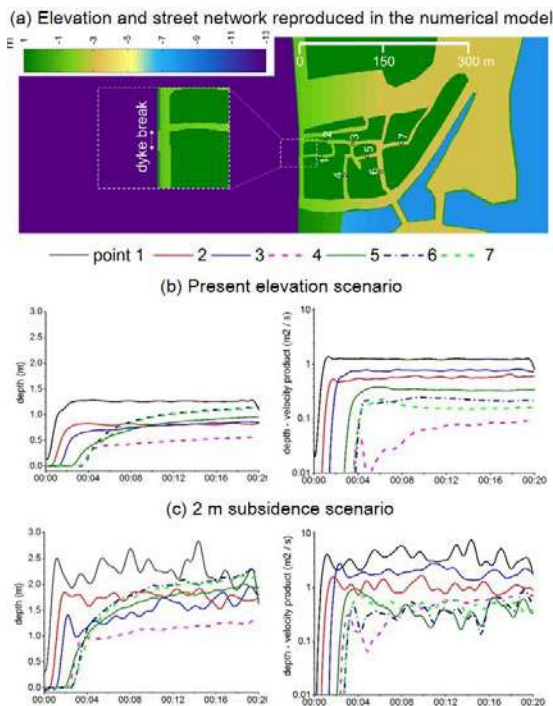 (a) Elevation and street network reproduced in the numerical model
m
1
-1
-3
-5
-7
-9
-11
-13
0
150
300 m
dyke break
1
2
3
4
5
6
7
point 1 2 3 4 5 6 7
(b) Present elevation scenario
depth (m)
3.0
2.5
2.0
1.5
1.0
0.5
0.0
00:00 00:04 00:08 00:12 00:16 00:20
depth - velocity product (m2 / s)
10
1
0.1
0.01
00:00 00:04 00:08 00:12 00:16 00:20
(c) 2 m subsidence scenario
depth (m)
3.0
2.5
2.0
1.5
1.0
0.5
0.0
00:00 00:04 00:08 00:12 00:16 00:20
depth - velocity product (m2 / s)
10
1
0.1
0.01
00:00 00:04 00:08 00:12 00:16 00:20